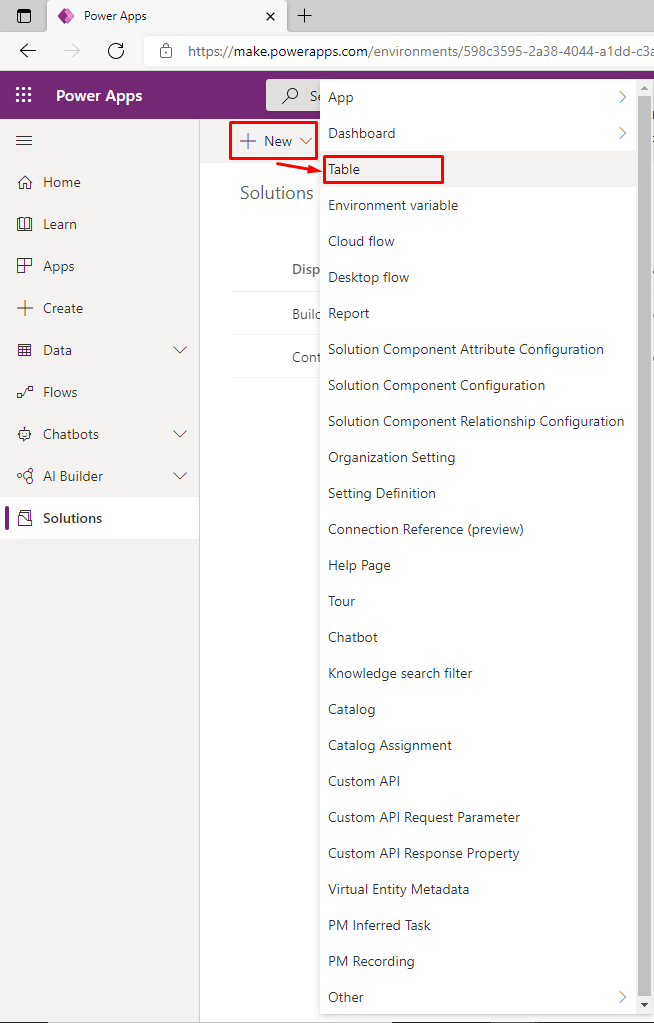 Power Apps
https://make.powerapps.com/environments/598c3595-2a38-4044-a1dd-c3a
Power Apps
Home
Learn
Apps
Create
Data
Flows
Chatbots
AI Builder
Solutions
New
Solutions
Disp
Build
Cont
App
Dashboard
Table
Environment variable
Cloud flow
Desktop flow
Report
Solution Component Attribute Configuration
Solution Component Configuration
Solution Component Relationship Configuration
Organization Setting
Setting Definition
Connection Reference (preview)
Help Page
Tour
Chatbot
Knowledge search filter
Catalog
Catalog Assignment
Custom API
Custom API Request Parameter
Custom API Response Property
Virtual Entity Metadata
PM Inferred Task
PM Recording
Other